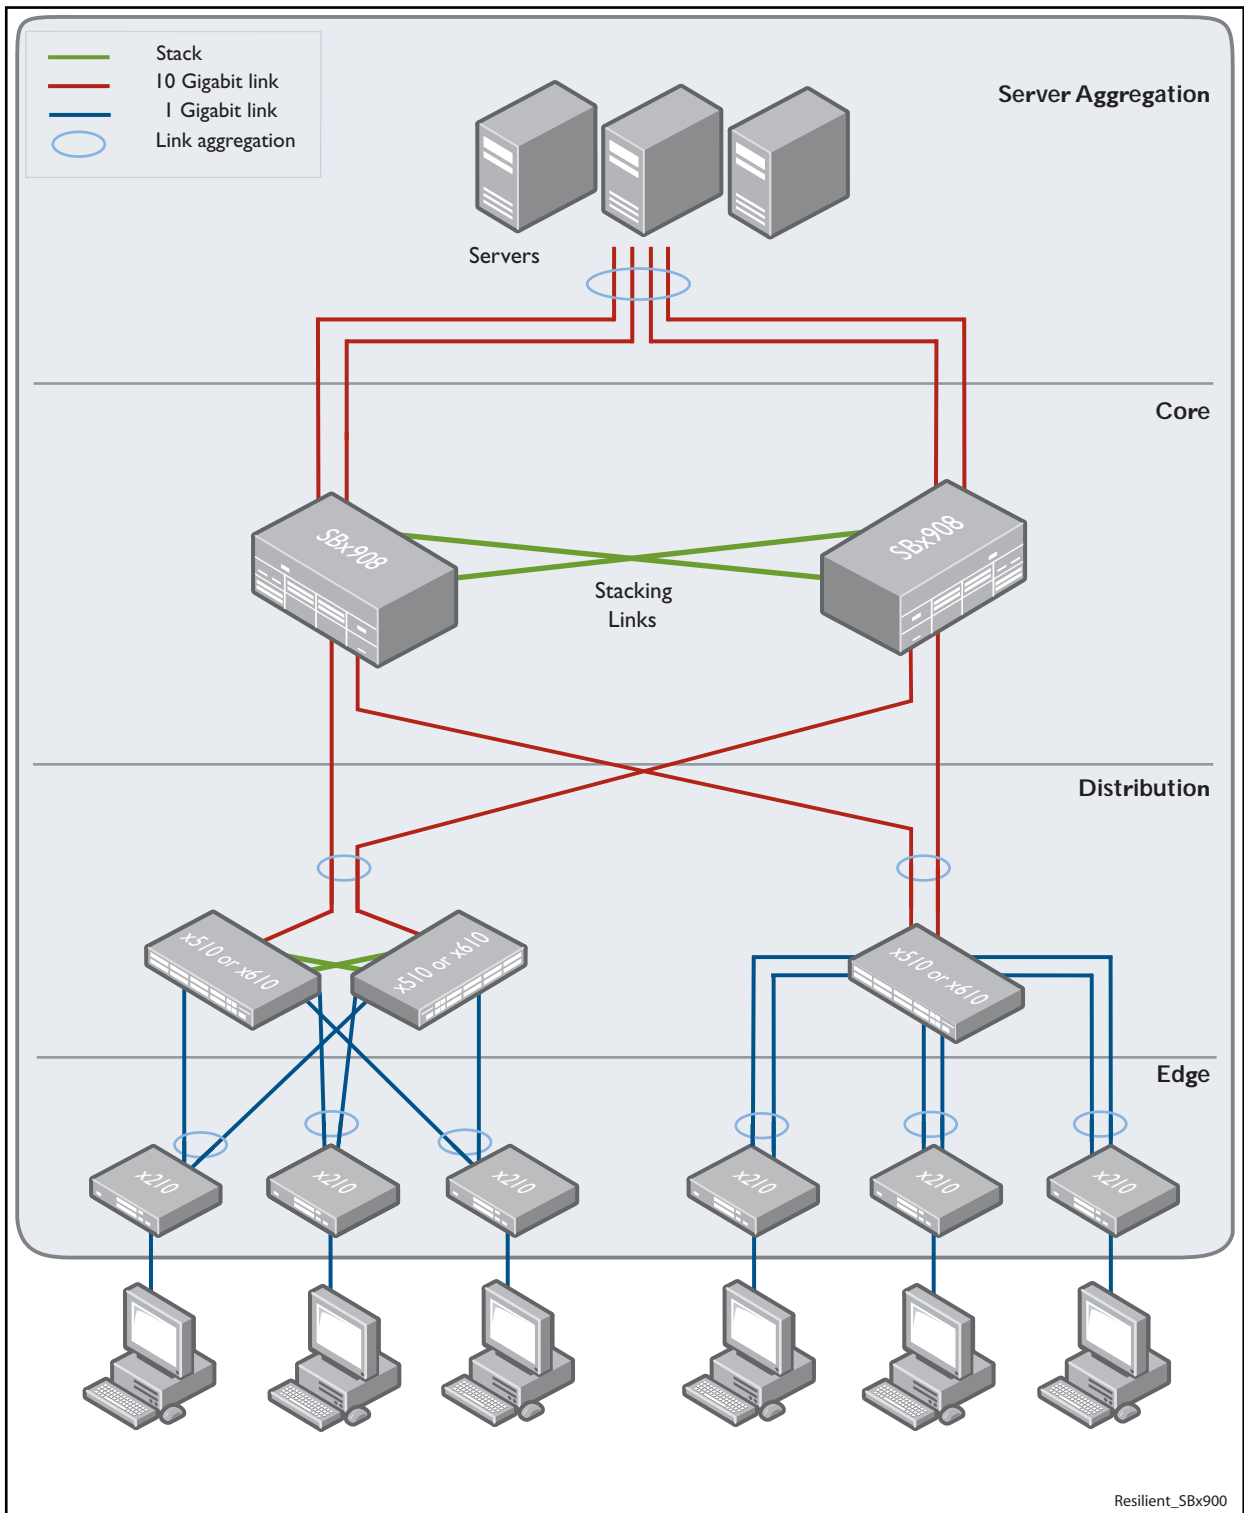 Stack
10 Gigabit link
1 Gigabit link
Link aggregation
Server Aggregation
Servers
Core
SBx908
SBx908
Stacking
Links
Distribution
x510 or x610
x510 or x610
x510 or x610
Edge
x210
x210
x210
x210
x210
x210
Resilient_SBx900